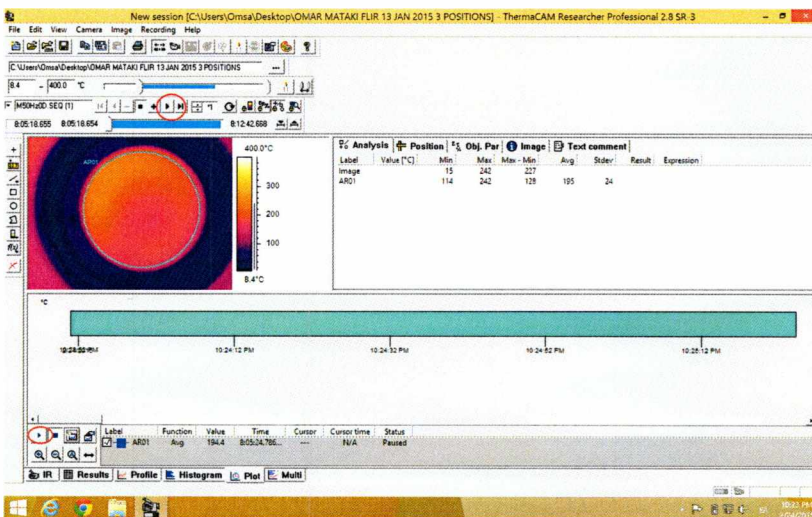 New session [C:\Users\Omsa\Desktop\OMAR MATAKI FLIR 13 JAN 2015 3 POSITIONS] - ThermaCAM Researcher Professional 2.8 SR-3
File Edit View Camera Image Recording Help
C:\Users\Omsa\Desktop\OMAR MATAKI FLIR 13 JAN 2015 3 POSITIONS ...
8.4 - 400.0 °C
M50Hz0D.SEQ (1)
8:05:18.655 8:05:18.654 8:12:42.668
AR01
400.0°C
300
200
100
8.4°C
Analysis Position Obj. Par Image Text comment
Label Value [°C] Min Max Max - Min Avg Stdev Result Expression
Image 15 242 227
AR01 114 242 128 195 24
°C
10:24:12 PM 10:24:32 PM 10:24:52 PM 10:25:12 PM
Label Function Value Time Cursor Cursor time Status
AR01 Avg 194.4 8:05:24.786... --- N/A Paused
IR Results Profile Histogram Plot Multi